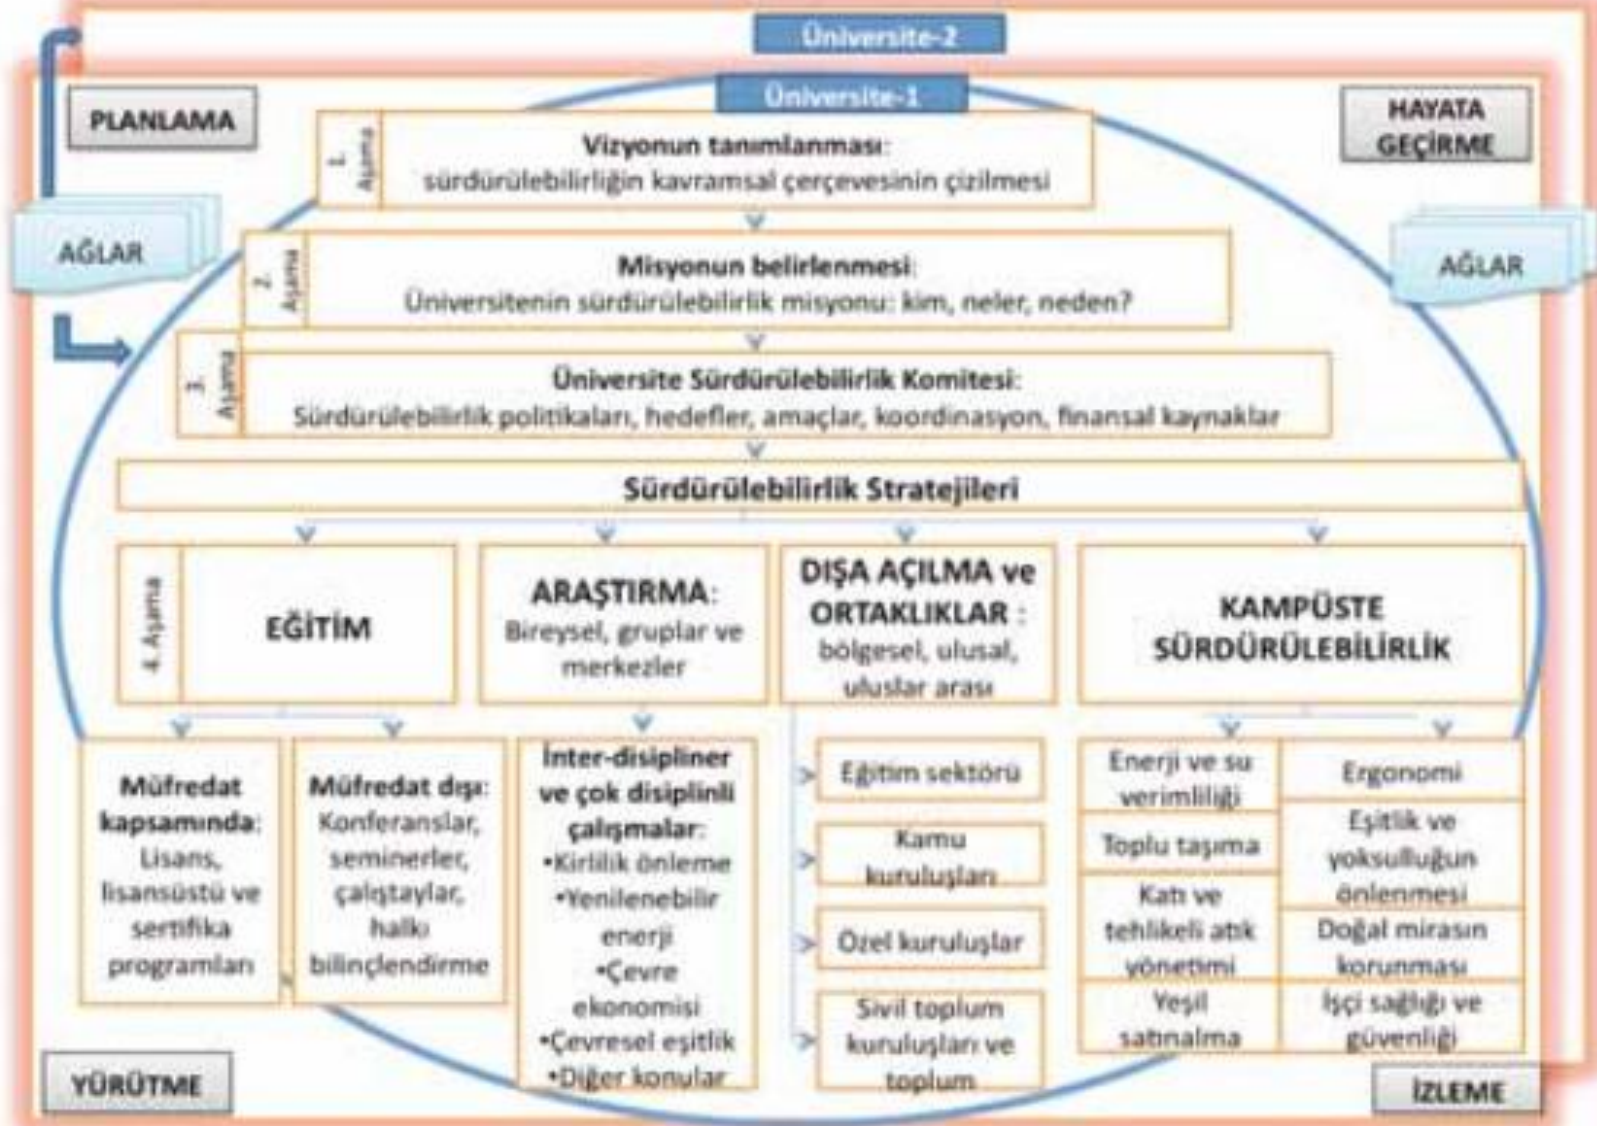 Üniversite-2
Üniversite-1
PLANLAMA
HAYATA
GEÇİRME
1.
Aşama
Vizyonun tanımlanması:
sürdürülebilirliğin kavramsal çerçevesinin çizilmesi
AĞLAR
AĞLAR
2.
Aşama
Misyonun belirlenmesi:
Üniversitenin sürdürülebilirlik misyonu: kim, neler, neden?
3.
Aşama
Üniversite Sürdürülebilirlik Komitesi:
Sürdürülebilirlik politikaları, hedefler, amaçlar, koordinasyon, finansal kaynaklar
Sürdürülebilirlik Stratejileri
4. Aşama
EĞİTİM
ARAŞTIRMA:
Bireysel, gruplar ve
merkezler
DIŞA AÇILMA ve
ORTAKLIKLAR :
bölgesel, ulusal,
uluslar arası
KAMPÜSTE
SÜRDÜRÜLEBİLİRLİK
Müfredat
kapsamında:
Lisans,
lisansüstü ve
sertifika
programları
Müfredat dışı:
Konferanslar,
seminerler,
çalıştaylar,
halkı
bilinçlendirme
İnter-disipliner
ve çok disiplinli
çalışmalar:
•Kirlilik önleme
•Yenilenebilir
enerji
•Çevre
ekonomisi
•Çevresel eşitlik
•Diğer konular
Eğitim sektörü
Kamu
kuruluşları
Özel kuruluşlar
Sivil toplum
kuruluşları ve
toplum
Enerji ve su
verimliliği
Toplu taşıma
Katı ve
tehlikeli atık
yönetimi
Yeşil
satınalma
Ergonomi
Eşitlik ve
yoksulluğun
önlenmesi
Doğal mirasın
korunması
İşçi sağlığı ve
güvenliği
YÜRÜTME
İZLEME